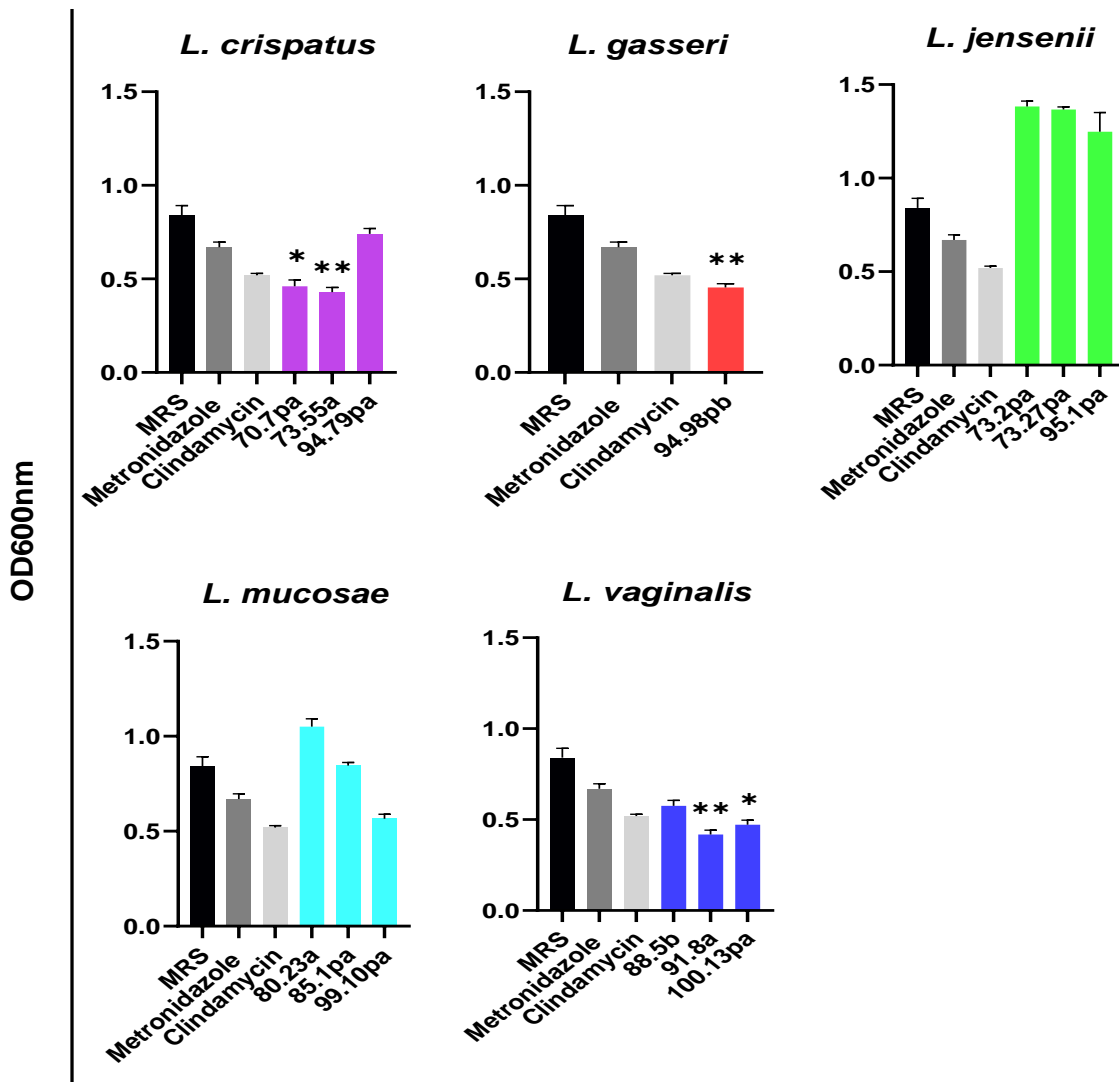 OD600nm
L. crispatus
1.5
1.0
0.5
0.0
*
**
MRS
Metronidazole
Clindamycin
70.7pa
73.55a
94.79pa
L. gasseri
1.5
1.0
0.5
0.0
**
MRS
Metronidazole
Clindamycin
94.98pb
L. jensenii
1.5
1.0
0.5
0.0
MRS
Metronidazole
Clindamycin
73.2pa
73.27pa
95.1pa
L. mucosae
1.5
1.0
0.5
0.0
MRS
Metronidazole
Clindamycin
80.23a
85.1pa
99.10pa
L. vaginalis
1.5
1.0
0.5
0.0
**
*
MRS
Metronidazole
Clindamycin
88.5b
91.8a
100.13pa